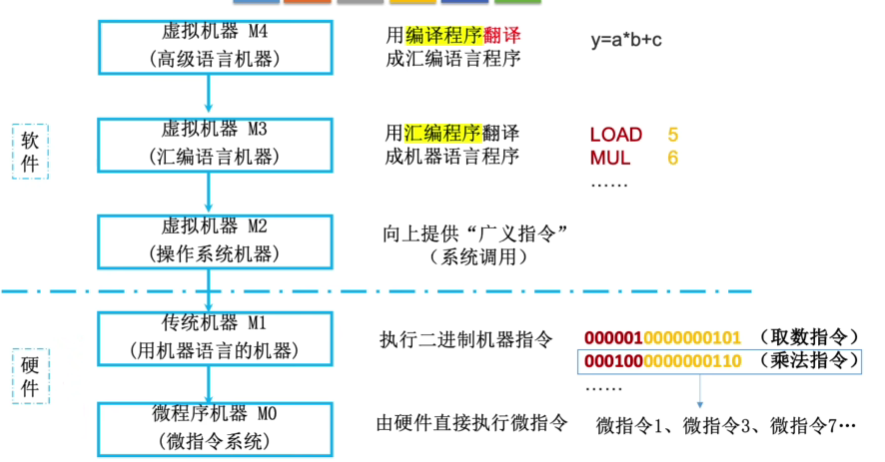 虚拟机器 M4
(高级语言机器)
用编译程序翻译
成汇编语言程序
y=a*b+c
软件
虚拟机器 M3
(汇编语言机器)
用汇编程序翻译
成机器语言程序
LOAD 5
MUL 6
……
虚拟机器 M2
(操作系统机器)
向上提供“广义指令”
（系统调用）
硬件
传统机器 M1
(用机器语言的机器)
执行二进制机器指令
0000010000000101 （取数指令）
0001000000000110 （乘法指令）
……
微程序机器 M0
(微指令系统)
由硬件直接执行微指令
微指令1、微指令3、微指令7…